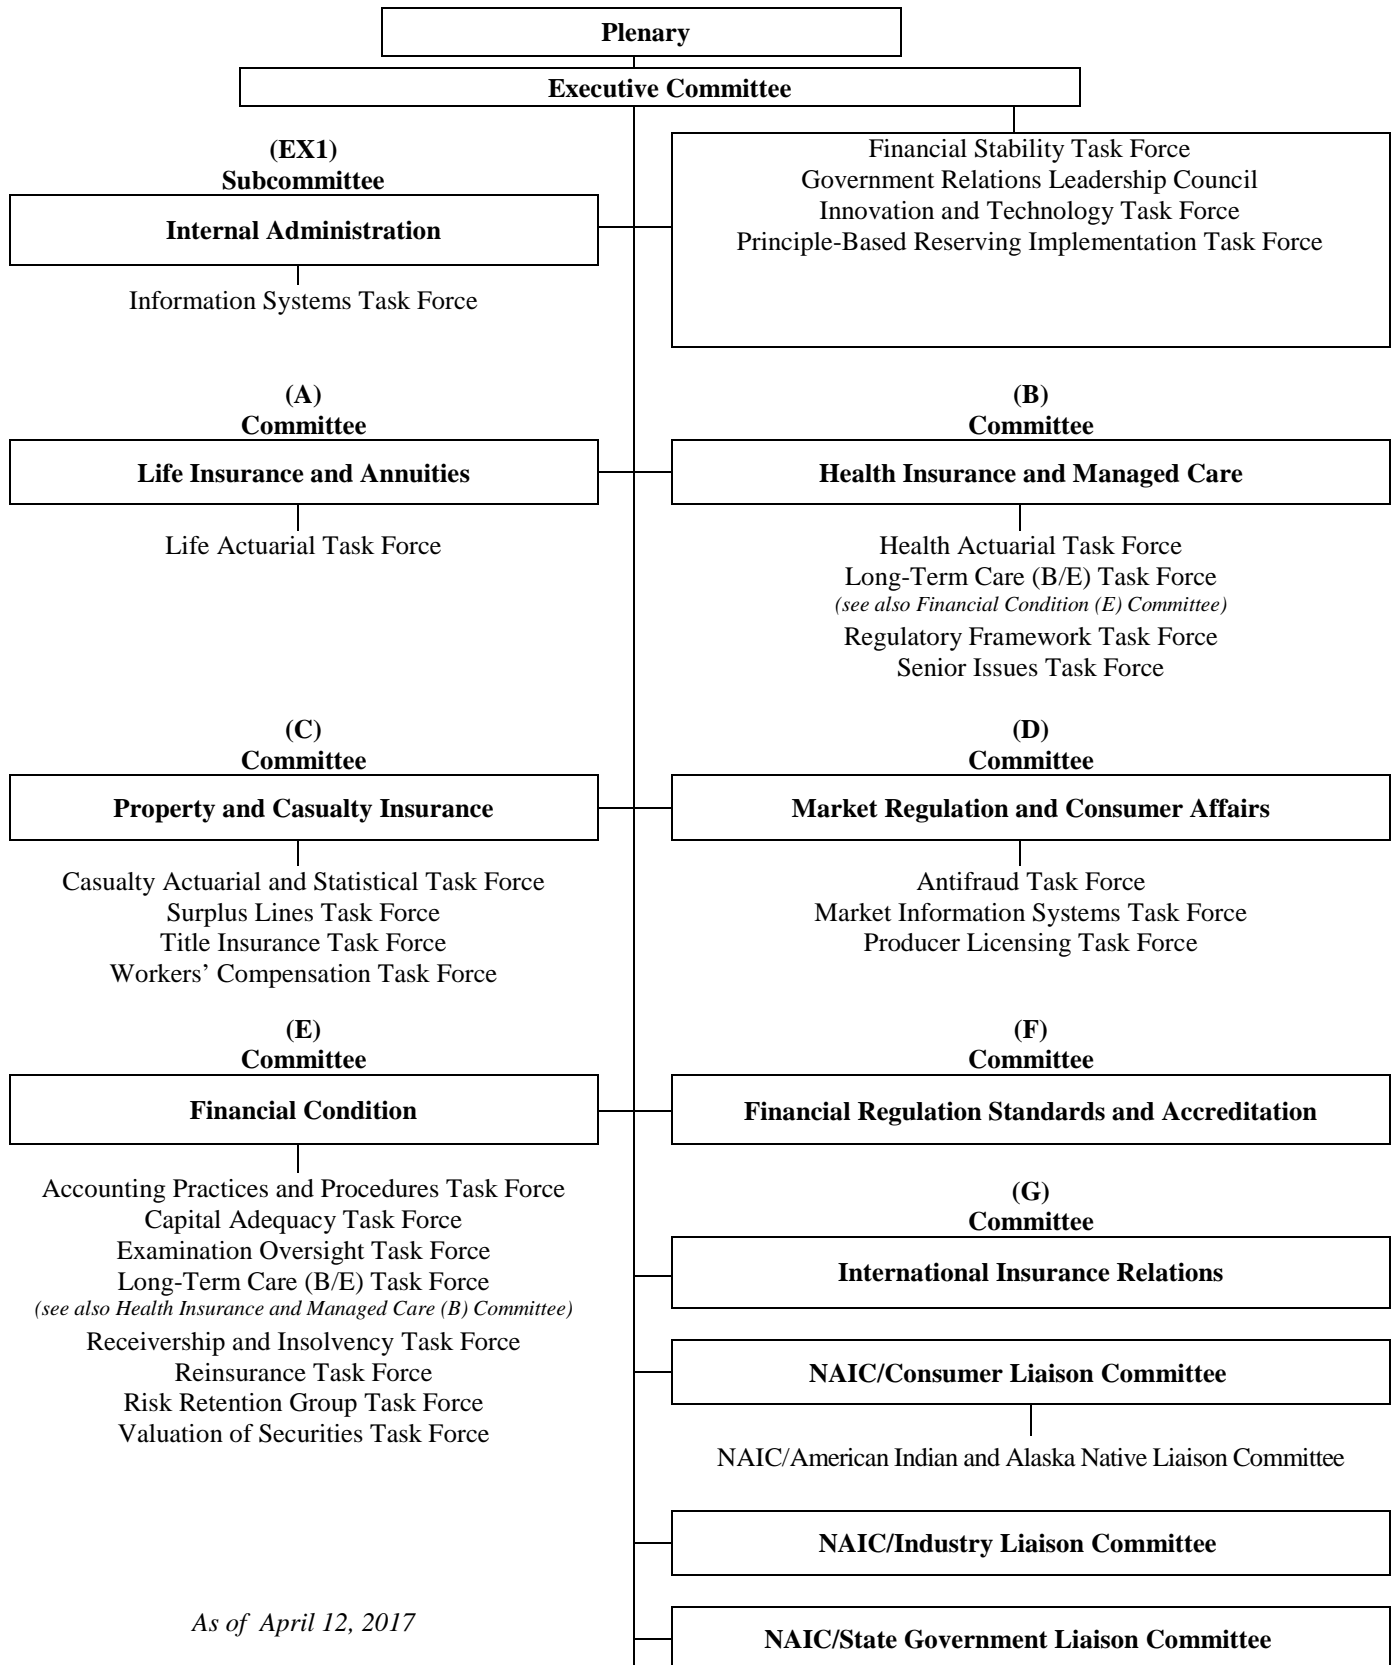 Plenary
Executive Committee
(EX1)
Subcommittee
Internal Administration
Information Systems Task Force
Financial Stability Task Force
Government Relations Leadership Council
Innovation and Technology Task Force
Principle-Based Reserving Implementation Task Force
(A)
Committee
Life Insurance and Annuities
Life Actuarial Task Force
(B)
Committee
Health Insurance and Managed Care
Health Actuarial Task Force
Long-Term Care (B/E) Task Force
(see also Financial Condition (E) Committee)
Regulatory Framework Task Force
Senior Issues Task Force
(C)
Committee
Property and Casualty Insurance
Casualty Actuarial and Statistical Task Force
Surplus Lines Task Force
Title Insurance Task Force
Workers’ Compensation Task Force
(D)
Committee
Market Regulation and Consumer Affairs
Antifraud Task Force
Market Information Systems Task Force
Producer Licensing Task Force
(E)
Committee
Financial Condition
Accounting Practices and Procedures Task Force
Capital Adequacy Task Force
Examination Oversight Task Force
Long-Term Care (B/E) Task Force
(see also Health Insurance and Managed Care (B) Committee)
Receivership and Insolvency Task Force
Reinsurance Task Force
Risk Retention Group Task Force
Valuation of Securities Task Force
(F)
Committee
Financial Regulation Standards and Accreditation
(G)
Committee
International Insurance Relations
NAIC/Consumer Liaison Committee
NAIC/American Indian and Alaska Native Liaison Committee
NAIC/Industry Liaison Committee
NAIC/State Government Liaison Committee
As of April 12, 2017